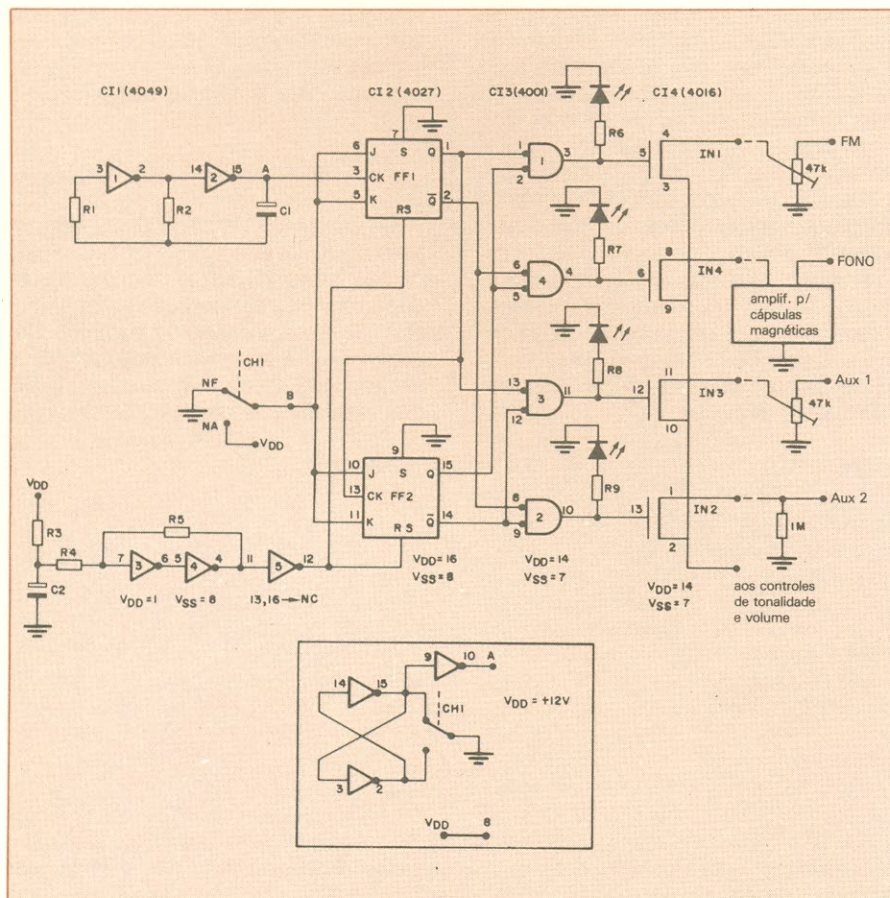 CI1 (4049)
CI2 (4027)
CI3 (4001)
CI4 (4016)
7
S
6 J
Q 1
3 CK
FF1
5 K
Q̅ 2
RS
3 1 2
14 2 15
A
R1
R2
C1
1
2
1
3
R6
5
4
3
IN1
47k
FM
R7
6
5
4
4
6
8
9
IN4
FONO
amplif. p/
cápsulas
magnéticas
R8
13
12
3
11
12
11
10
IN3
Aux 1
47k
R9
8
9
2
10
13
1
2
IN2
Aux 2
1M
CH1
NF
B
NA
VDD
9
S
10 J
Q 15
13 CK
FF2
11 K
Q̅ 14
RS
VDD
R3
R4
R5
C2
7 3 6
5 4 4
11 5 12
VDD=1
VSS=8
13,16→NC
VDD=16
VSS=8
VDD=14
VSS=7
VDD=14
VSS=7
aos controles
de tonalidade
e volume
9 10 A
14 15
CH1
VDD = +12V
3 2
VDD 8